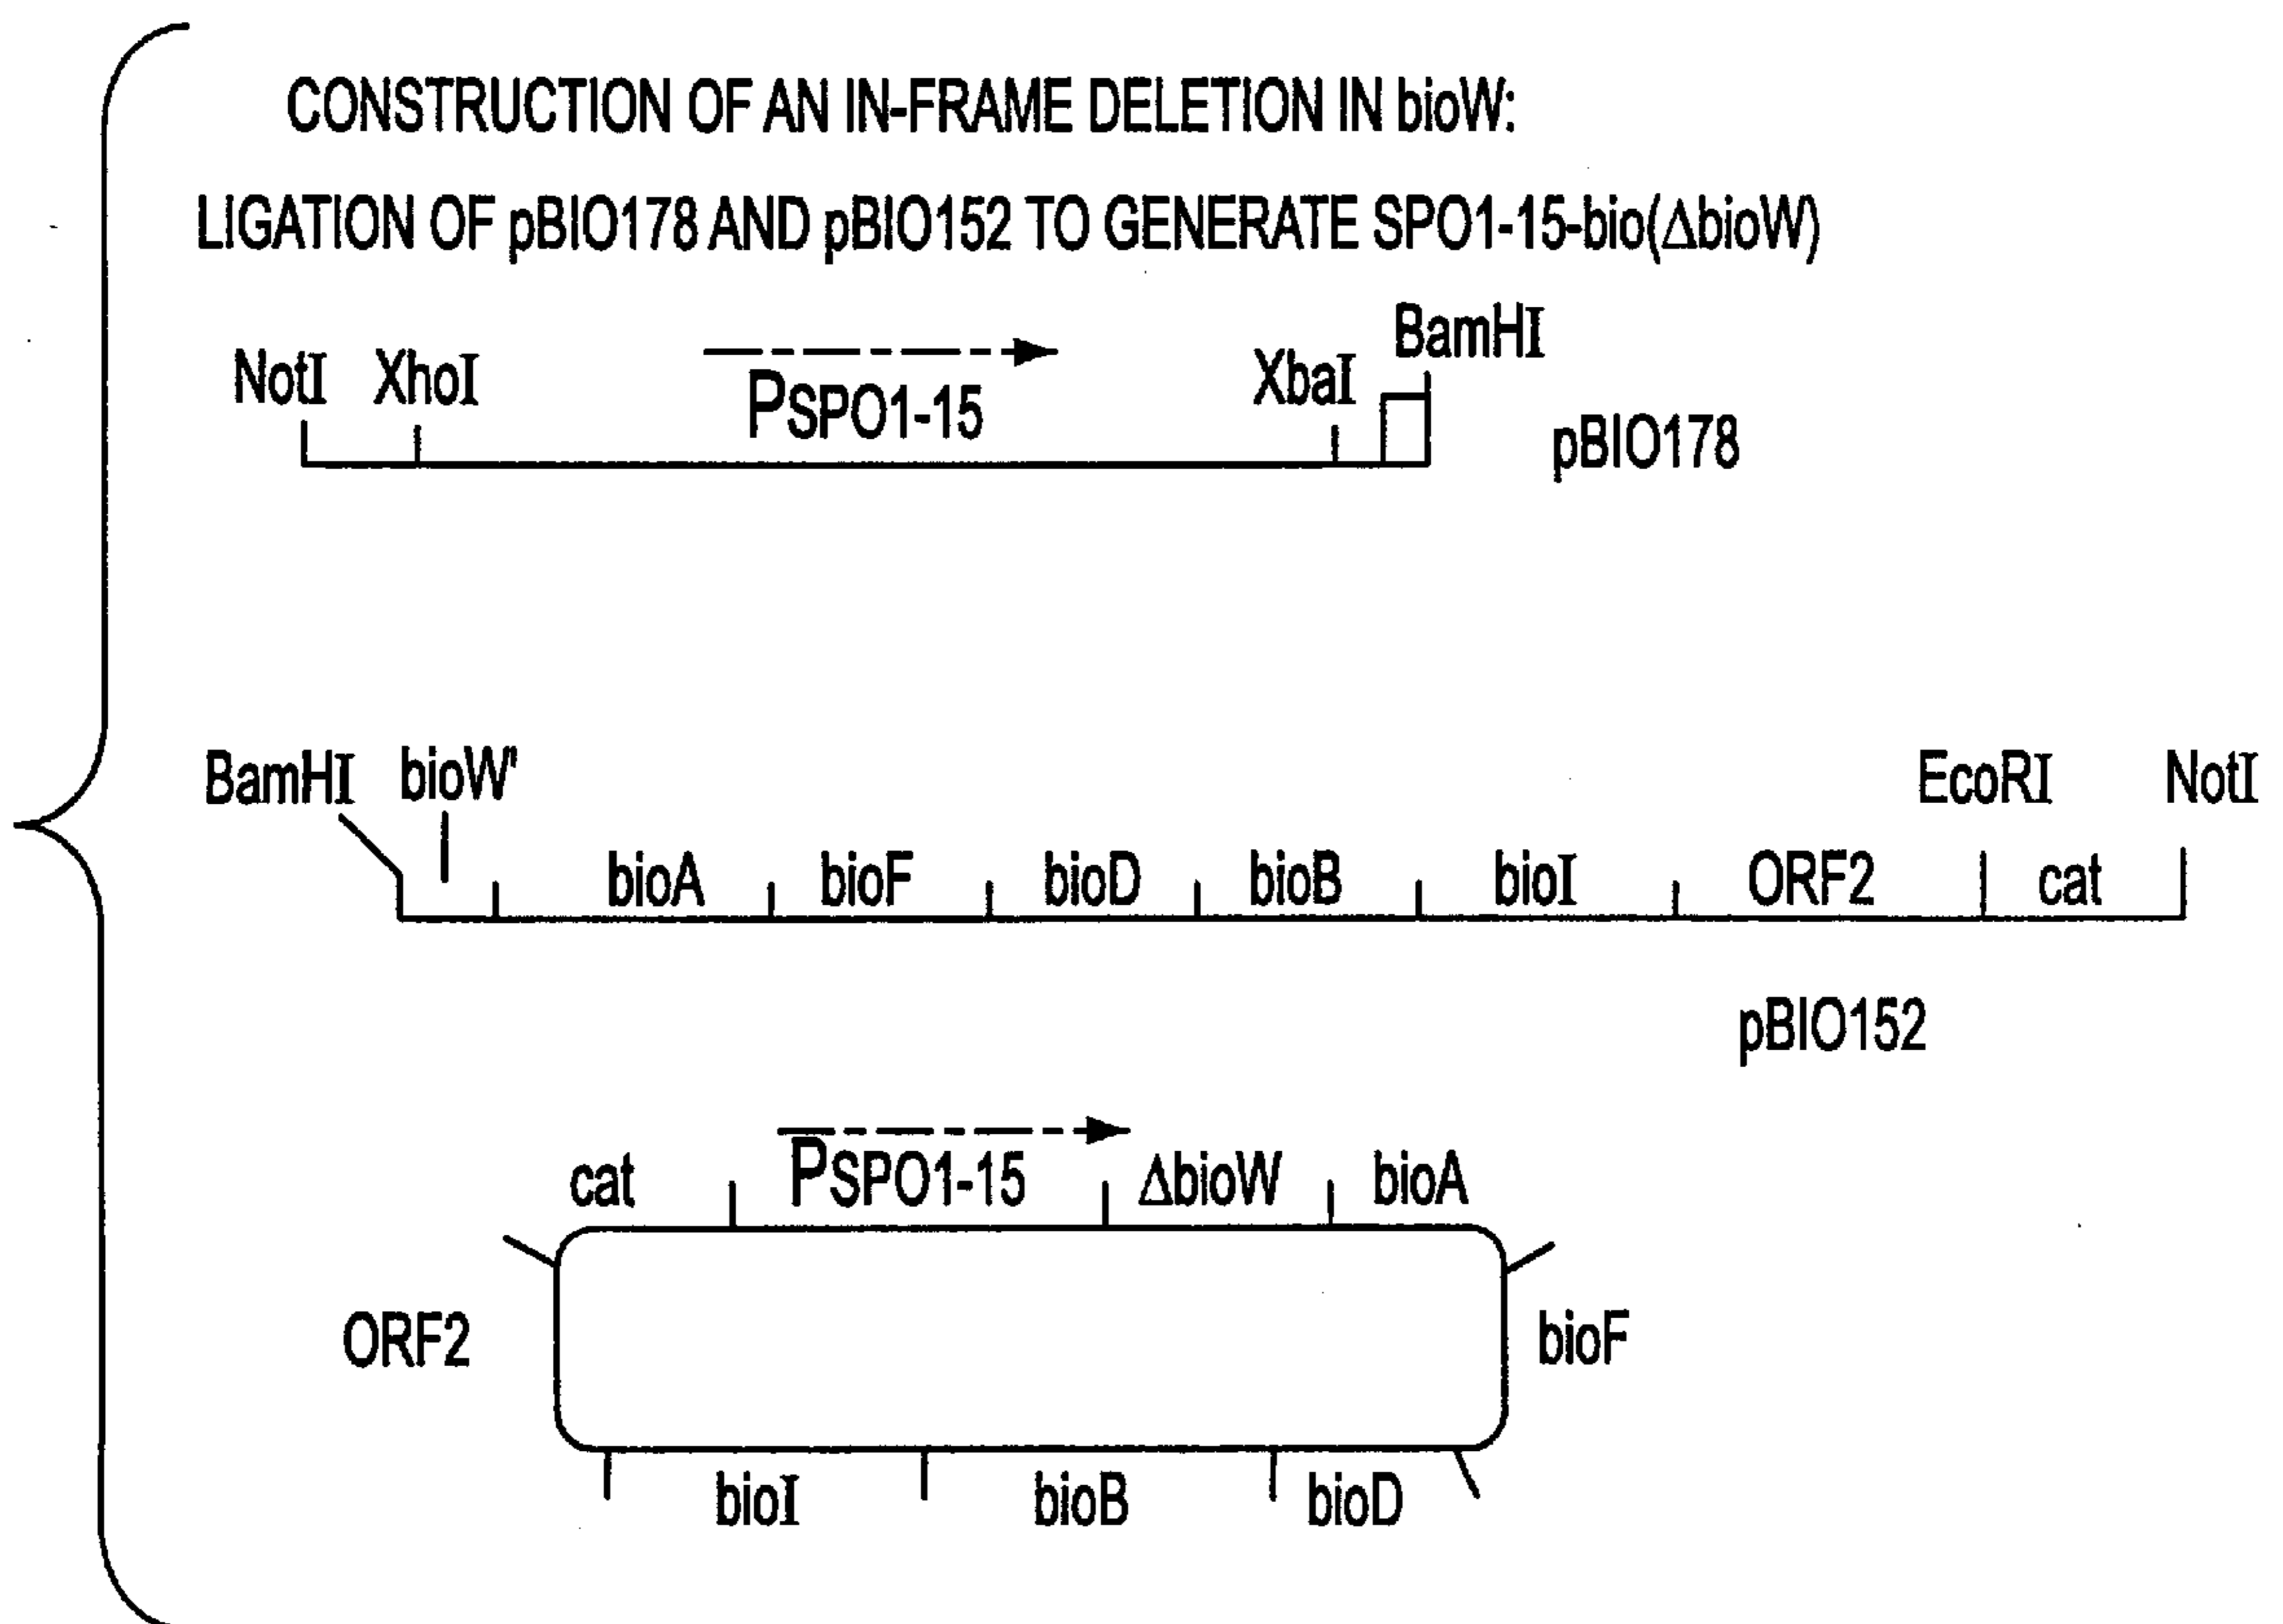 CONSTRUCTION OF AN IN-FRAME DELETION IN bioW:
LIGATION OF pBIO178 AND pBIO152 TO GENERATE SPO1-15-bio(ΔbioW)
BamHI
NotI XhoI XbaI
PSPO1-15
pBIO178
BamHI bioW' EcoRI NotI
bioA bioF bioD bioB bioI ORF2 cat
pBIO152
cat PSPO1-15 ΔbioW bioA
ORF2 bioF
bioI bioB bioD